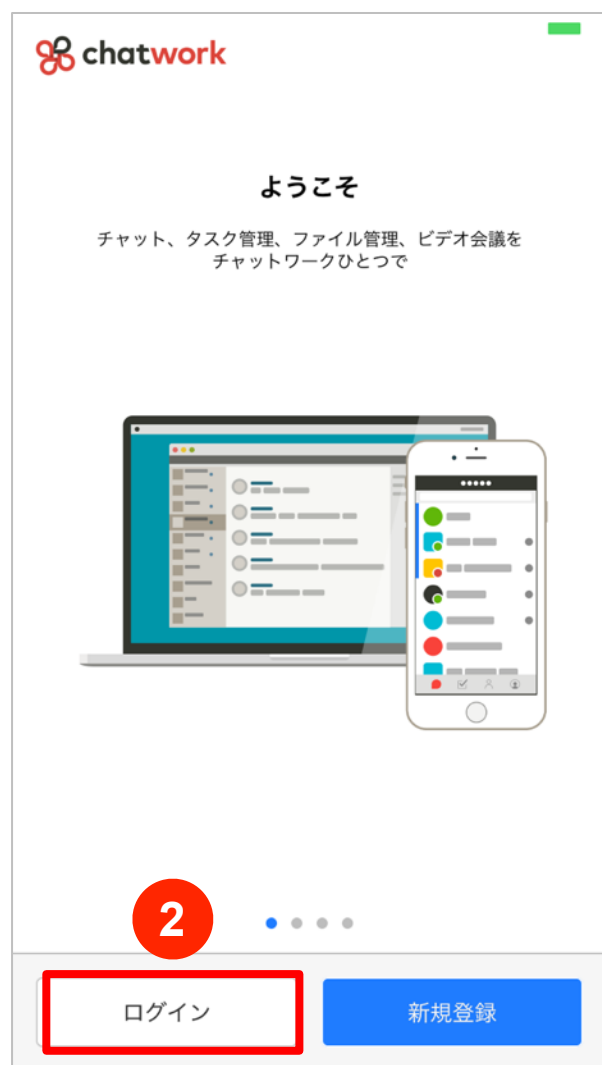 chatwork
ようこそ
チャット、タスク管理、ファイル管理、ビデオ会議を
チャットワークひとつで
2
ログイン
新規登録